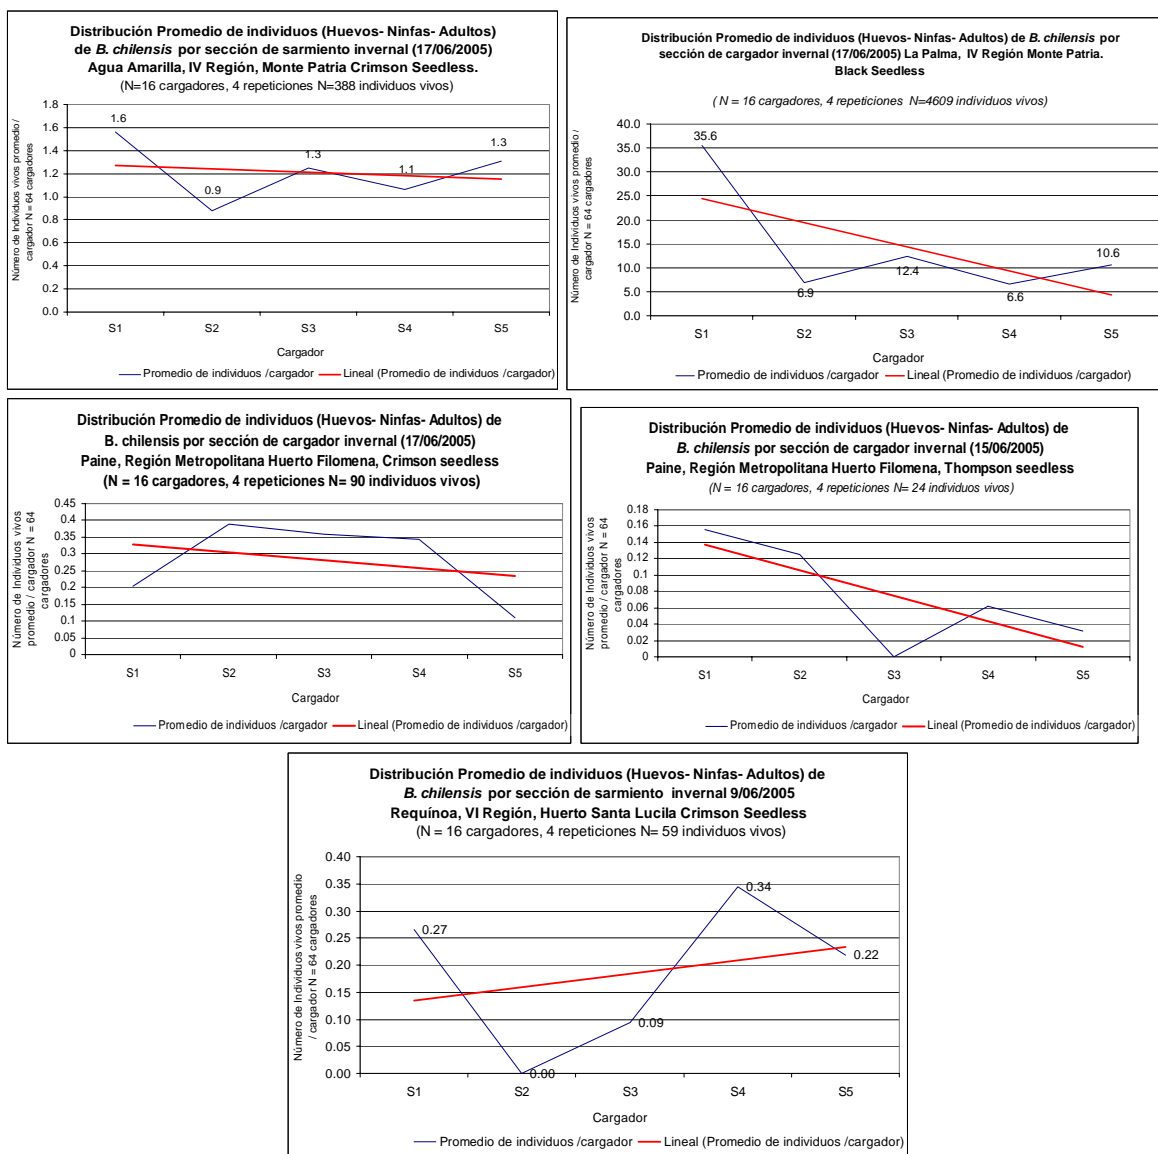 Distribución Promedio de individuos (Huevos- Ninfas- Adultos)
de B. chilensis por sección de sarmiento invernal (17/06/2005)
Agua Amarilla, IV Región, Monte Patria Crimson Seedless.
(N=16 cargadores, 4 repeticiones N=388 individuos vivos)
Número de Individuos vivos promedio /
cargador N = 64 cargadores
1.8
1.6
1.4
1.2
1.0
0.8
0.6
0.4
0.2
0.0
1.6
0.9
1.3
1.1
1.3
S1 S2 S3 S4 S5
Cargador
Promedio de individuos /cargador Lineal (Promedio de individuos /cargador)
Distribución Promedio de individuos (Huevos- Ninfas- Adultos) de B. chilensis por
sección de cargador invernal (17/06/2005) La Palma, IV Región Monte Patria.
Black Seedless
( N = 16 cargadores, 4 repeticiones N=4609 individuos vivos)
Número de Individuos vivos promedio /
cargador N = 64 cargadores
40.0
35.0
30.0
25.0
20.0
15.0
10.0
5.0
0.0
35.6
6.9
12.4
6.6
10.6
S1 S2 S3 S4 S5
Cargador
Promedio de individuos /cargador Lineal (Promedio de individuos /cargador)
Distribución Promedio de individuos (Huevos- Ninfas- Adultos) de
B. chilensis por sección de cargador invernal (17/06/2005)
Paine, Región Metropolitana Huerto Filomena, Crimson seedless
(N = 16 cargadores, 4 repeticiones N= 90 individuos vivos)
Número de Individuos vivos
promedio / cargador N = 64
cargadores
0.45
0.4
0.35
0.3
0.25
0.2
0.15
0.1
0.05
0
S1 S2 S3 S4 S5
Cargador
Promedio de individuos /cargador Lineal (Promedio de individuos /cargador)
Distribución Promedio de individuos (Huevos- Ninfas- Adultos) de
B. chilensis por sección de cargador invernal (15/06/2005)
Paine, Región Metropolitana Huerto Filomena, Thompson seedless
(N = 16 cargadores, 4 repeticiones N= 24 individuos vivos)
Número de Individuos vivos
promedio / cargador N = 64
cargadores
0.18
0.16
0.14
0.12
0.1
0.08
0.06
0.04
0.02
0
S1 S2 S3 S4 S5
Cargador
Promedio de individuos /cargador Lineal (Promedio de individuos /cargador)
Distribución Promedio de individuos (Huevos- Ninfas- Adultos) de
B. chilensis por sección de sarmiento invernal 9/06/2005
Requínoa, VI Región, Huerto Santa Lucila Crimson Seedless
(N = 16 cargadores, 4 repeticiones N= 59 individuos vivos)
Número de Individuos vivos promedio
/ cargador N = 64 cargadores
0.40
0.35
0.30
0.25
0.20
0.15
0.10
0.05
0.00
0.27
0.00
0.09
0.34
0.22
S1 S2 S3 S4 S5
Cargador
Promedio de individuos /cargador Lineal (Promedio de individuos /cargador)